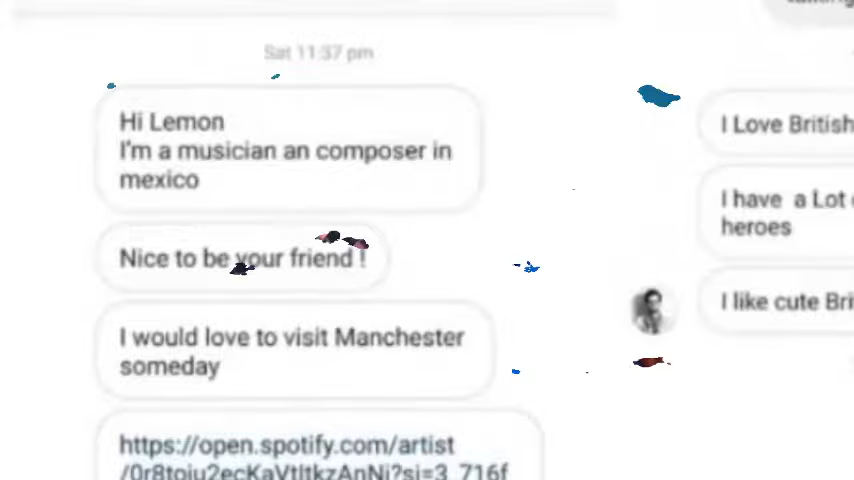 Sat 11:37 pm
Hi Lemon
I'm a musician an composer in
mexico
Nice to be your friend !
I would love to visit Manchester
someday
https://open.spotify.com/artist
I Love British
I have a Lot
heroes
I like cute